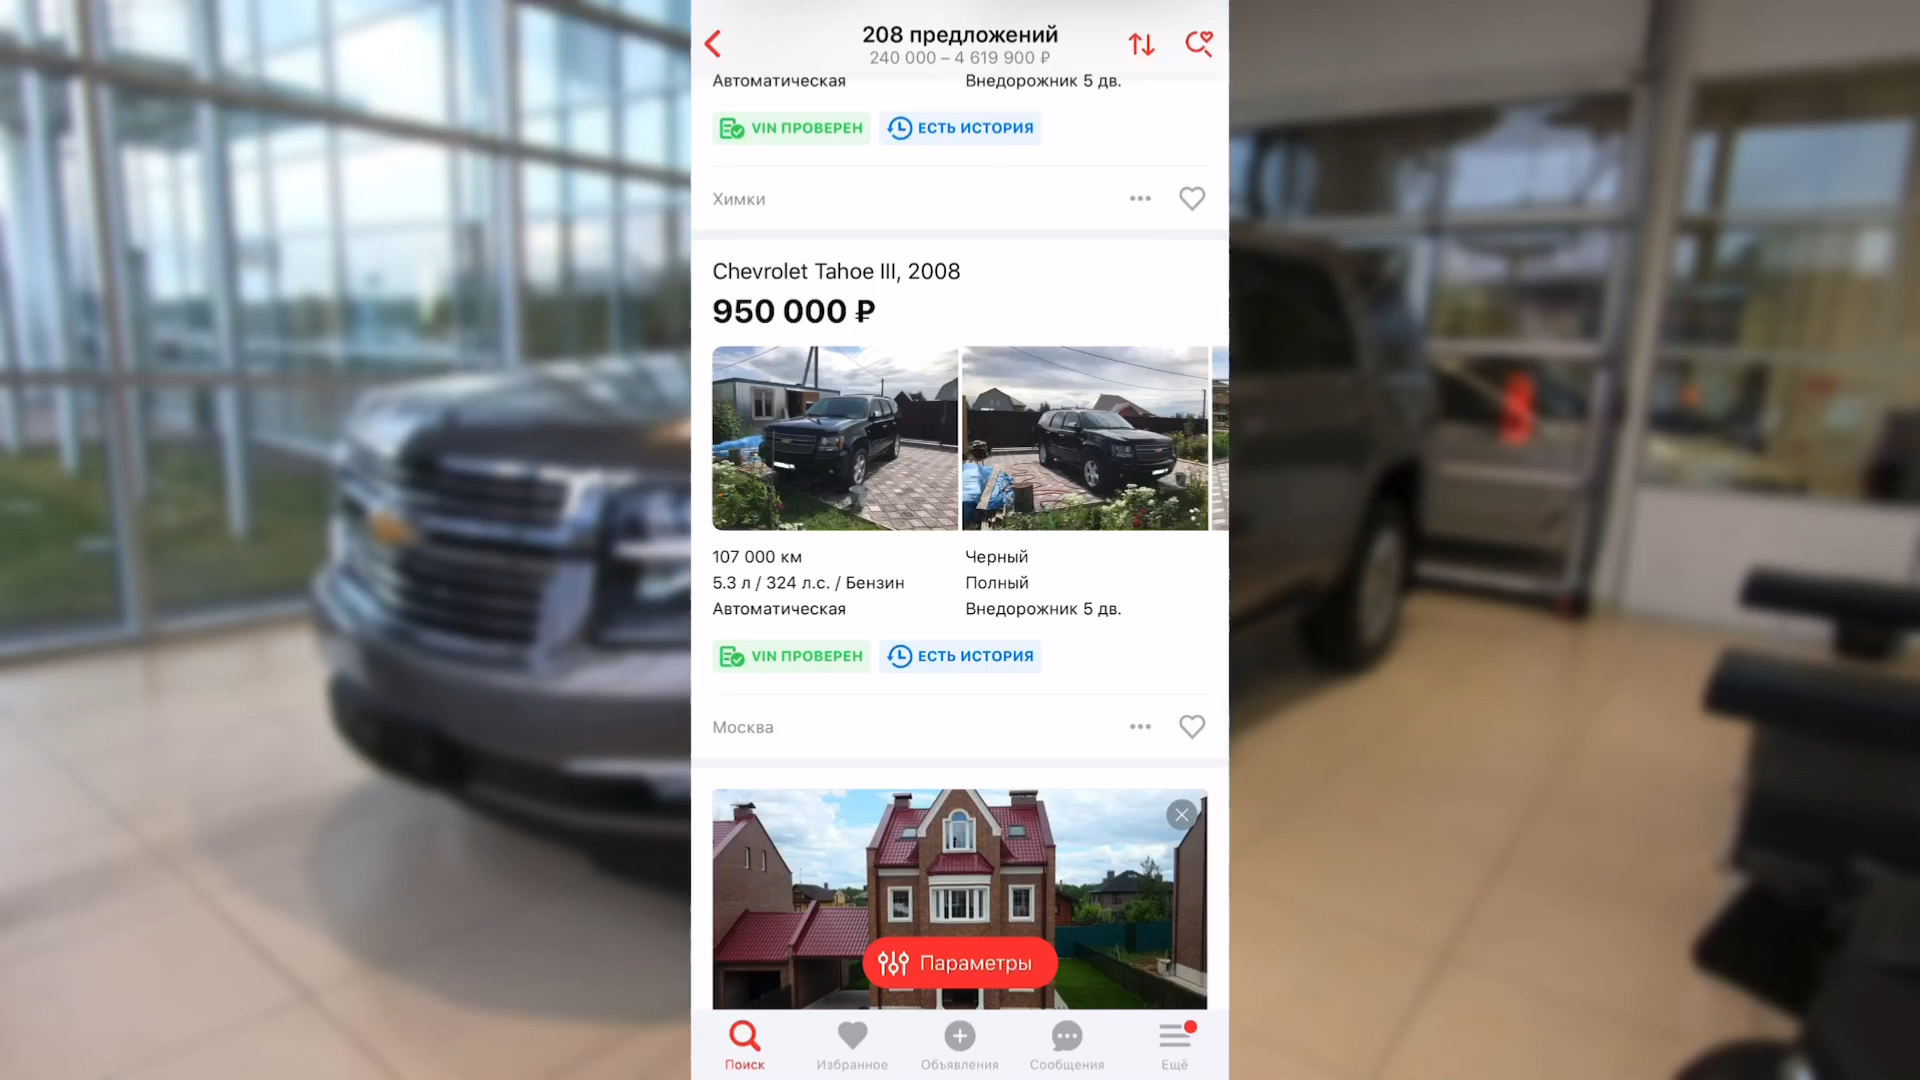 208 предложений
240 000 – 4 619 900 ₽
Автоматическая
Внедорожник 5 дв.
VIN ПРОВЕРЕН
ЕСТЬ ИСТОРИЯ
Химки
Chevrolet Tahoe III, 2008
950 000 ₽
107 000 км
Черный
5.3 л / 324 л.с. / Бензин
Полный
Автоматическая
Внедорожник 5 дв.
VIN ПРОВЕРЕН
ЕСТЬ ИСТОРИЯ
Москва
Параметры
Поиск
Избранное
Объявления
Сообщения
Ещё